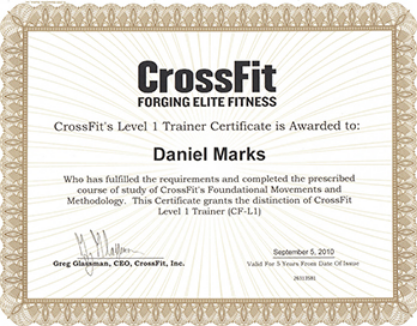 CrossFit
FORGING ELITE FITNESS
CrossFit's Level 1 Trainer Certificate is Awarded to:
Daniel Marks
Who has fulfilled the requirements and completed the prescribed
course of study of CrossFit's Foundational Movements and
Methodology. This Certificate grants the distinction of CrossFit
Level 1 Trainer (CF-L1)
September 5, 2010
Greg Glassman, CEO, CrossFit, Inc.
Valid For 5 Years From Date Of Issue